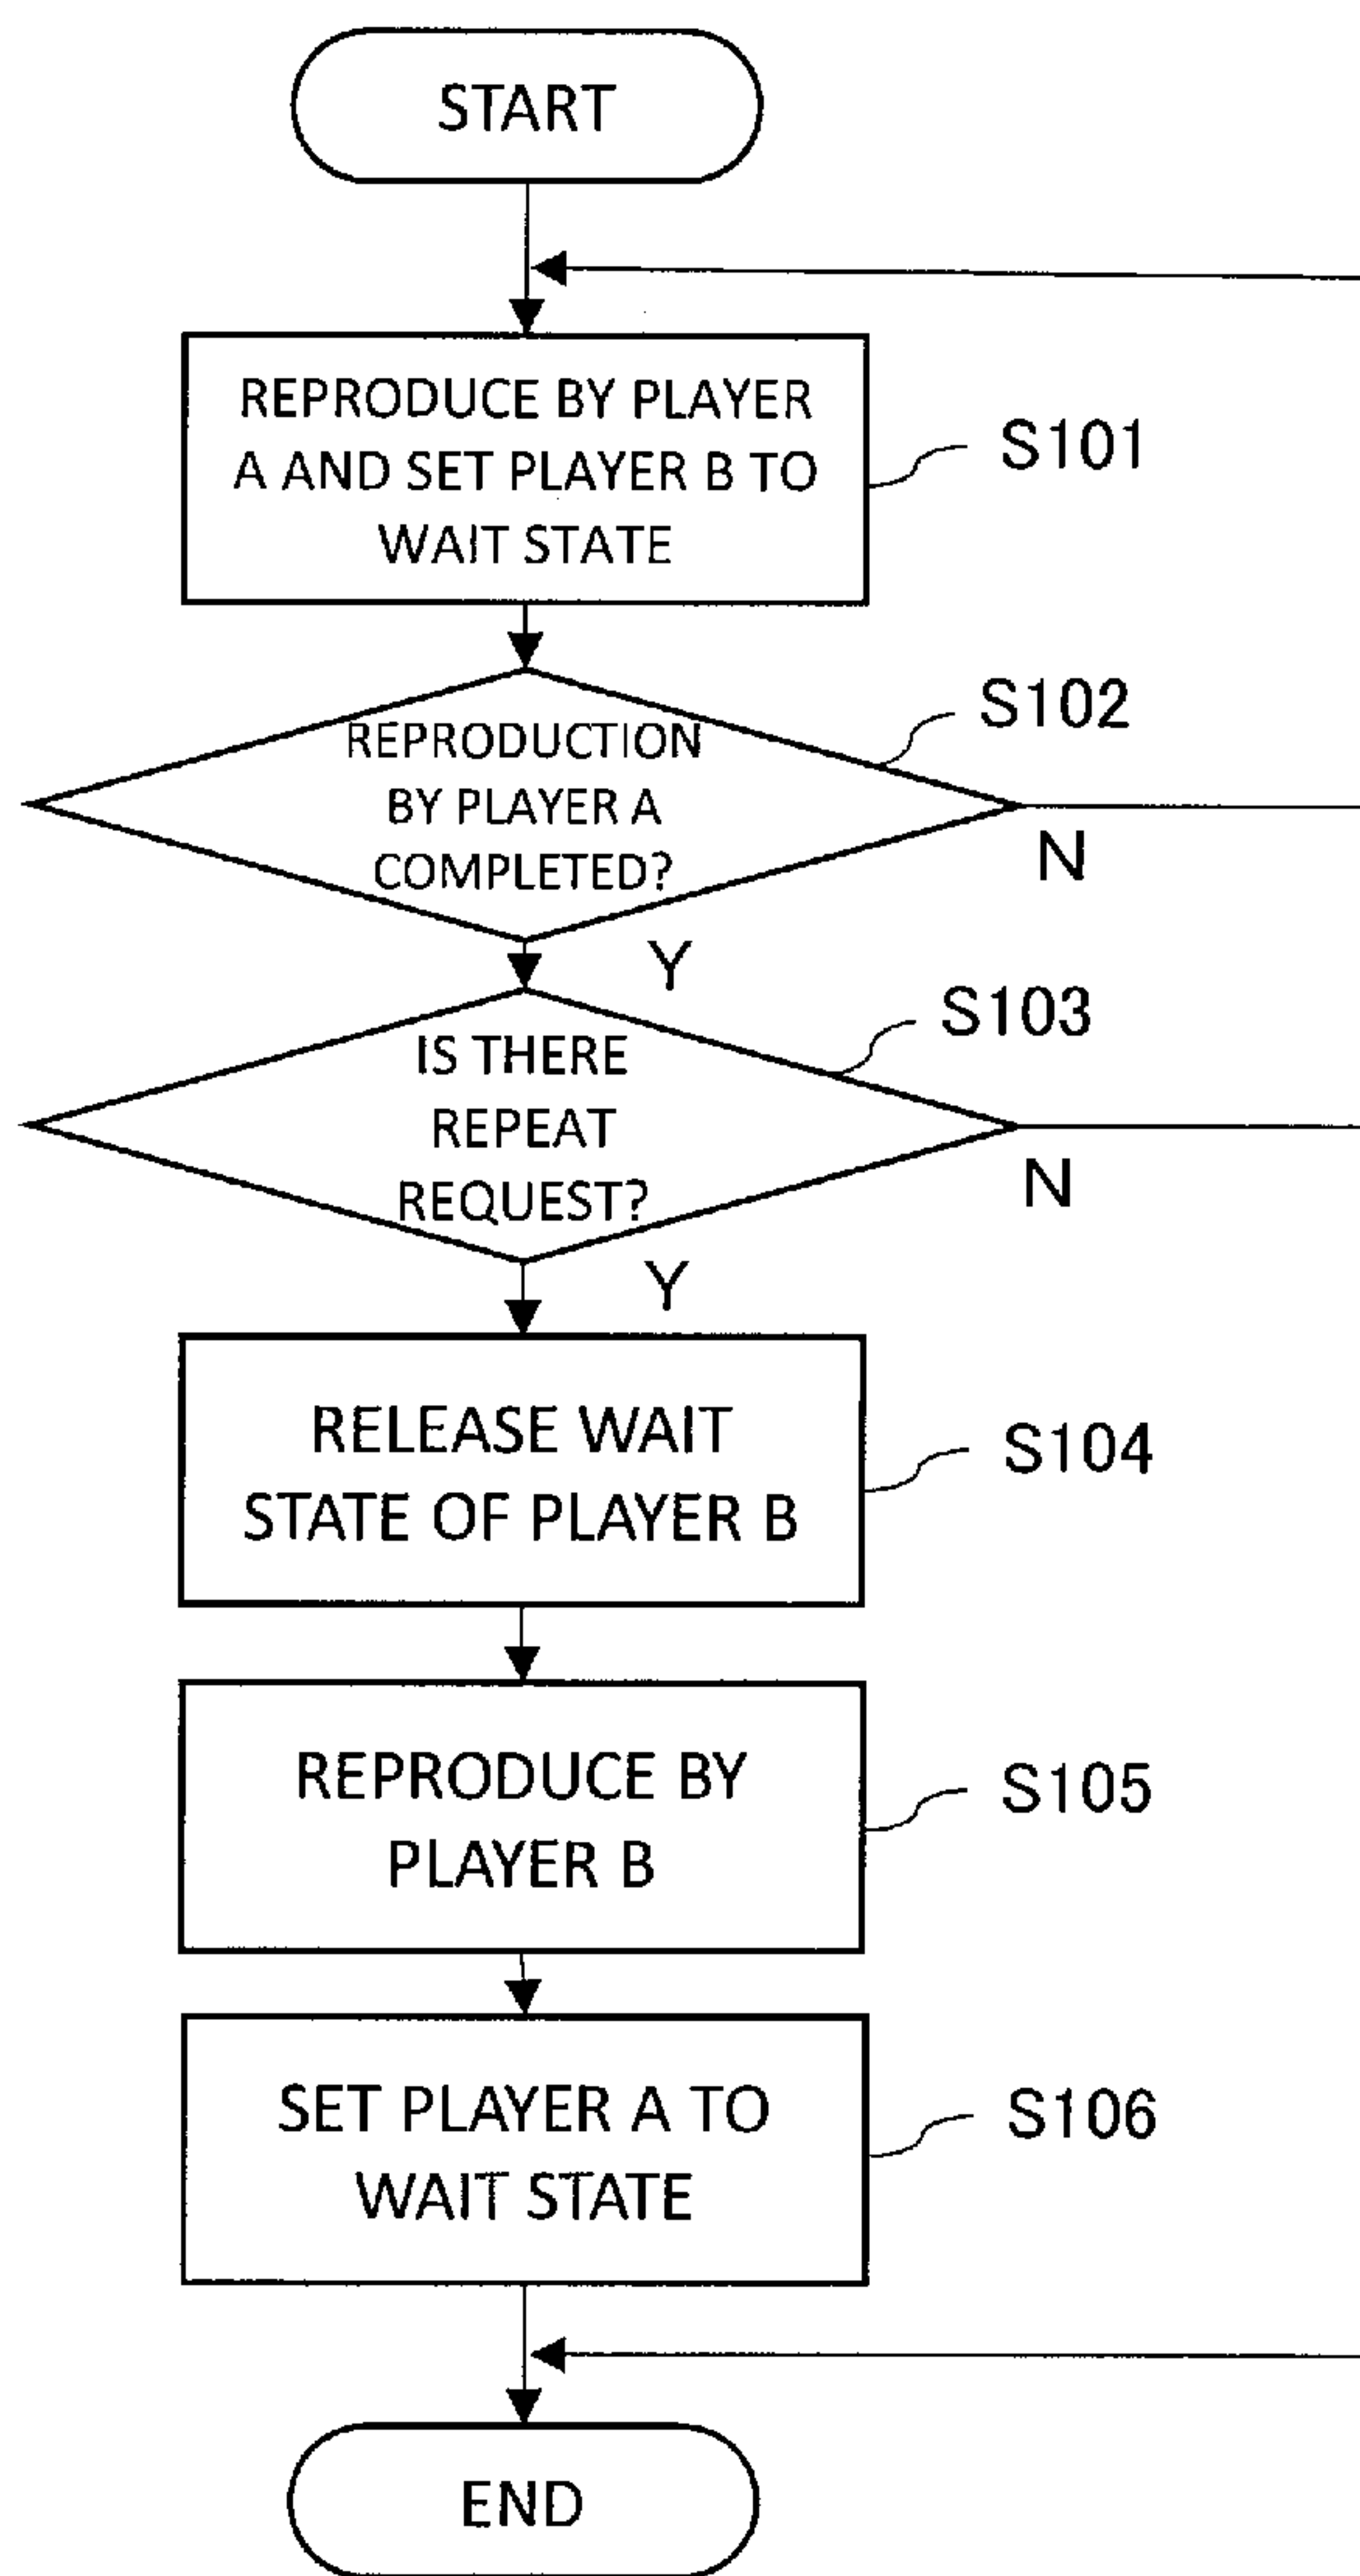 START
REPRODUCE BY PLAYER
A AND SET PLAYER B TO
WAIT STATE
S101
REPRODUCTION
BY PLAYER A
COMPLETED?
S102
N
Y
IS THERE
REPEAT
REQUEST?
S103
N
Y
RELEASE WAIT
STATE OF PLAYER B
S104
REPRODUCE BY
PLAYER B
S105
SET PLAYER A TO
WAIT STATE
S106
END